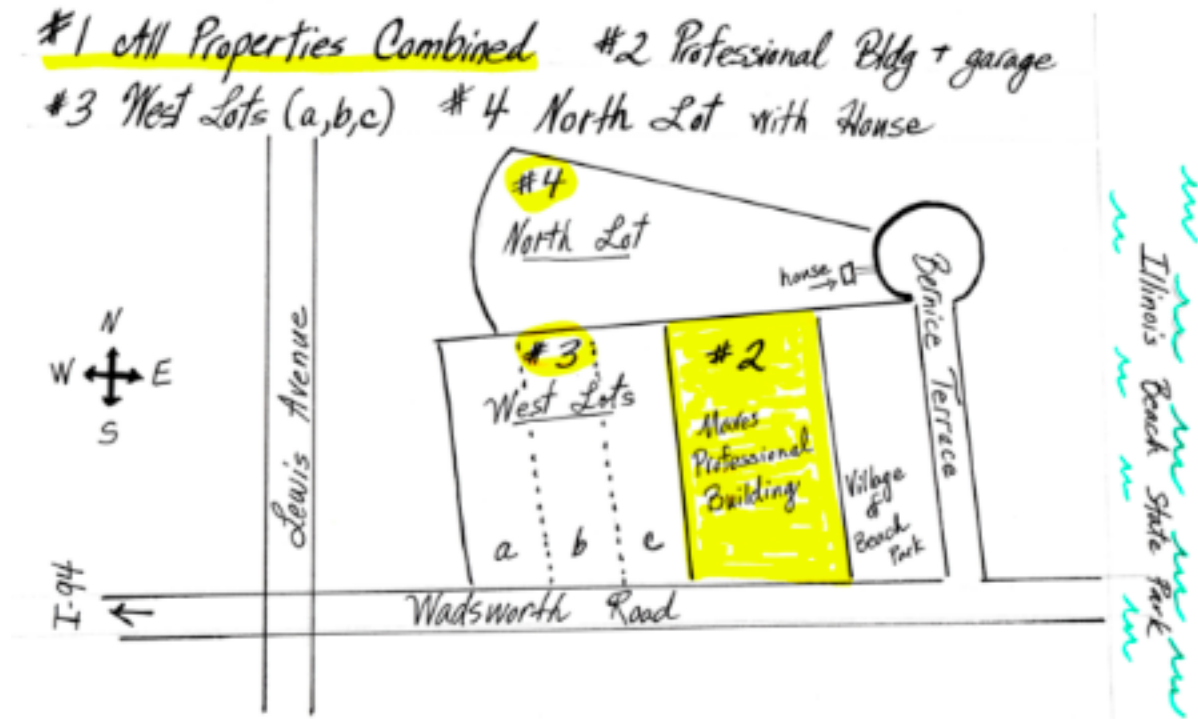 #1 All Properties Combined #2 Professional Bldg + garage
#3 West Lots (a,b,c) #4 North Lot with House
#4
North Lot
house
Bernice Terrace
Illinois Beach State Park
N
W E
S
Lewis Avenue
#3
West Lots
a b c
#2
Maves
Professional
Building
Village
of
Beach
Park
I-94
Wadsworth Road